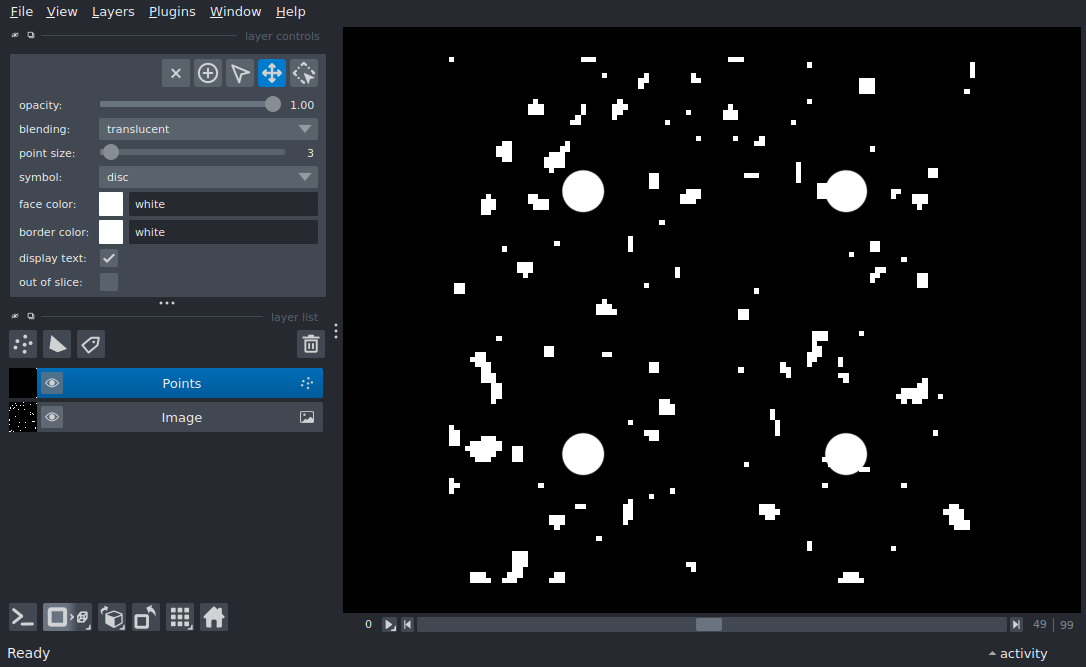 File View Layers Plugins Window Help
layer controls
opacity: 1.00
blending: translucent
point size: 3
symbol: disc
face color: white
border color: white
display text:
out of slice:
layer list
Points
Image
0 49 | 99
Ready activity